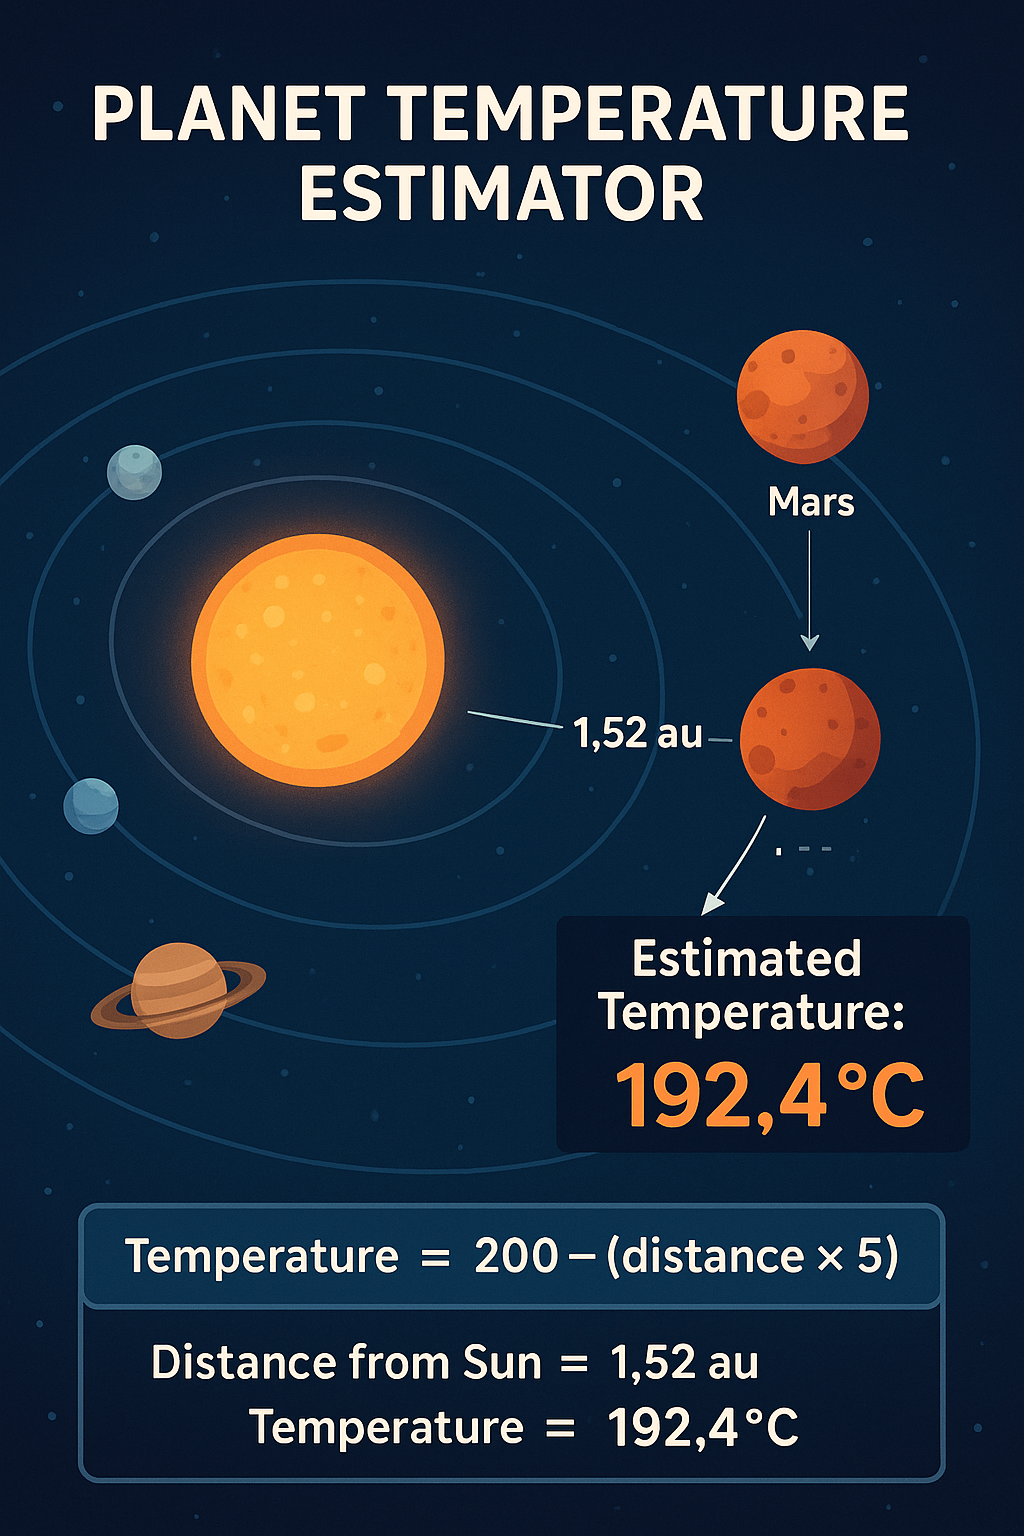 PLANET TEMPERATURE
ESTIMATOR
Mars
1,52 au
Estimated
Temperature:
192,4°C
Temperature = 200 – (distance × 5)
Distance from Sun = 1,52 au
Temperature = 192,4°C